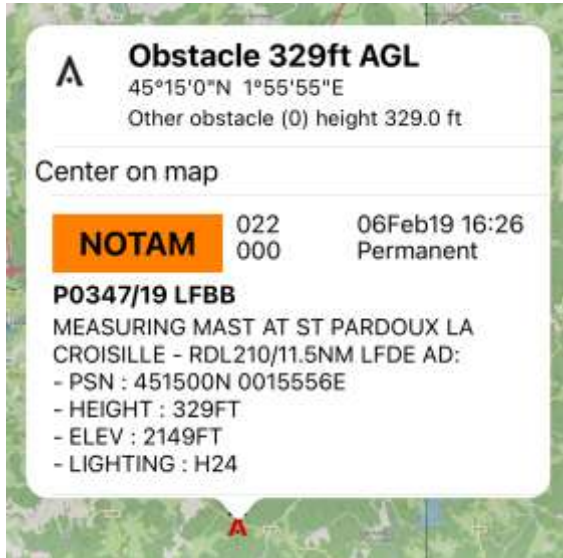 Obstacle 329ft AGL
45°15'0"N 1°55'55"E
Other obstacle (0) height 329.0 ft
Center on map
NOTAM
022 06Feb19 16:26
000 Permanent
P0347/19 LFBB
MEASURING MAST AT ST PARDOUX LA
CROISILLE - RDL210/11.5NM LFDE AD:
- PSN : 451500N 0015556E
- HEIGHT : 329FT
- ELEV : 2149FT
- LIGHTING : H24